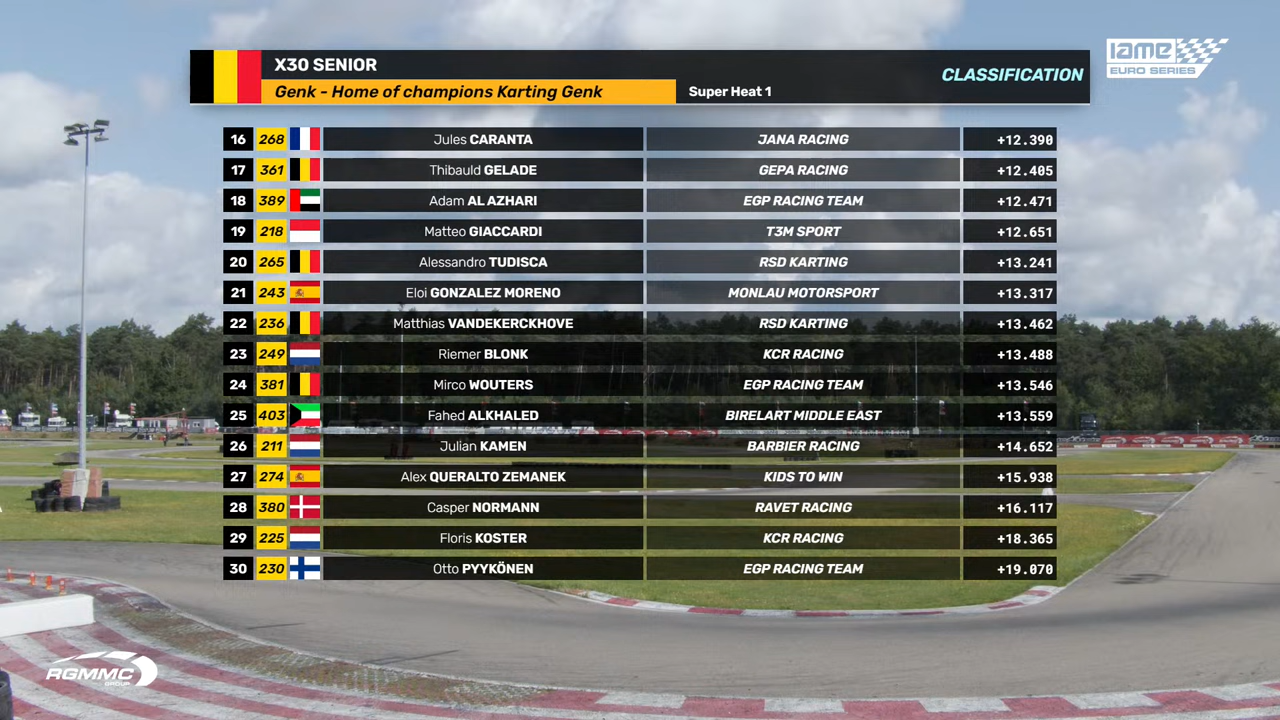 X30 SENIOR
Genk - Home of champions Karting Genk
Super Heat 1
CLASSIFICATION
iame
EURO SERIES
16 268 Jules CARANTA JANA RACING +12.390
17 361 Thibauld GELADE GEPA RACING +12.405
18 389 Adam AL AZHARI EGP RACING TEAM +12.471
19 218 Matteo GIACCARDI T3M SPORT +12.651
20 265 Alessandro TUDISCA RSD KARTING +13.241
21 243 Eloi GONZALEZ MORENO MONLAU MOTORSPORT +13.317
22 236 Matthias VANDEKERCKHOVE RSD KARTING +13.462
23 249 Riemer BLONK KCR RACING +13.488
24 381 Mirco WOUTERS EGP RACING TEAM +13.546
25 403 Fahed ALKHALED BIRELART MIDDLE EAST +13.559
26 211 Julian KAMEN BARBIER RACING +14.652
27 274 Alex QUERALTO ZEMANEK KIDS TO WIN +15.938
28 380 Casper NORMANN RAVET RACING +16.117
29 225 Floris KOSTER KCR RACING +18.365
30 230 Otto PYYKÖNEN EGP RACING TEAM +19.070
RGMMC
GROUP